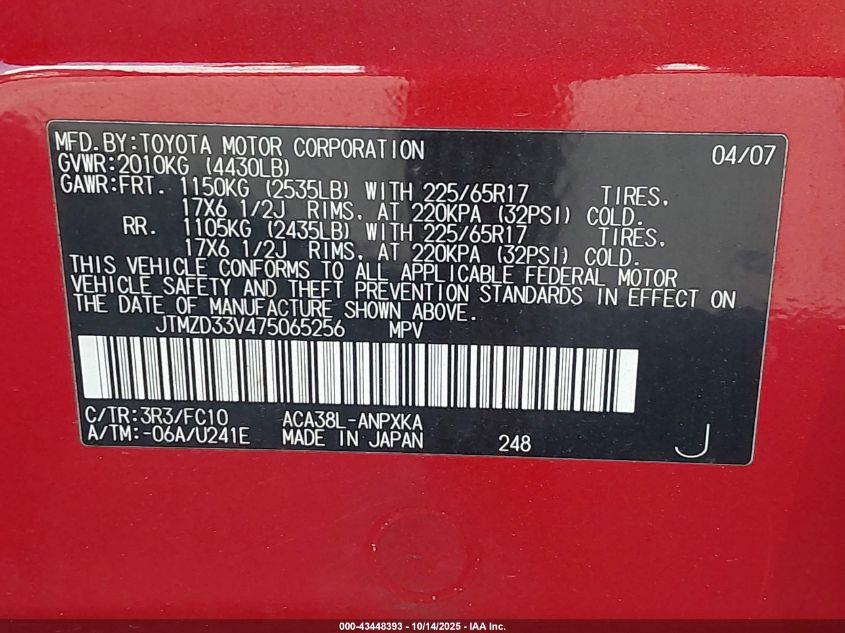 MFD.BY:TOYOTA MOTOR CORPORATION 04/07
GVWR:2010KG (4430LB)
GAWR:FRT. 1150KG (2535LB) WITH 225/65R17 TIRES,
17X6 1/2J RIMS, AT 220KPA (32PSI) COLD.
RR. 1105KG (2435LB) WITH 225/65R17 TIRES,
17X6 1/2J RIMS, AT 220KPA (32PSI) COLD.
THIS VEHICLE CONFORMS TO ALL APPLICABLE FEDERAL MOTOR
VEHICLE SAFETY AND THEFT PREVENTION STANDARDS IN EFFECT ON
THE DATE OF MANUFACTURE SHOWN ABOVE.
JTMZD33V475065256 MPV
C/TR:3R3/FC10 ACA38L-ANPXKA
A/TM:-06A/U241E MADE IN JAPAN 248 J
000-43448393 - 10/14/2025 - IAA Inc.